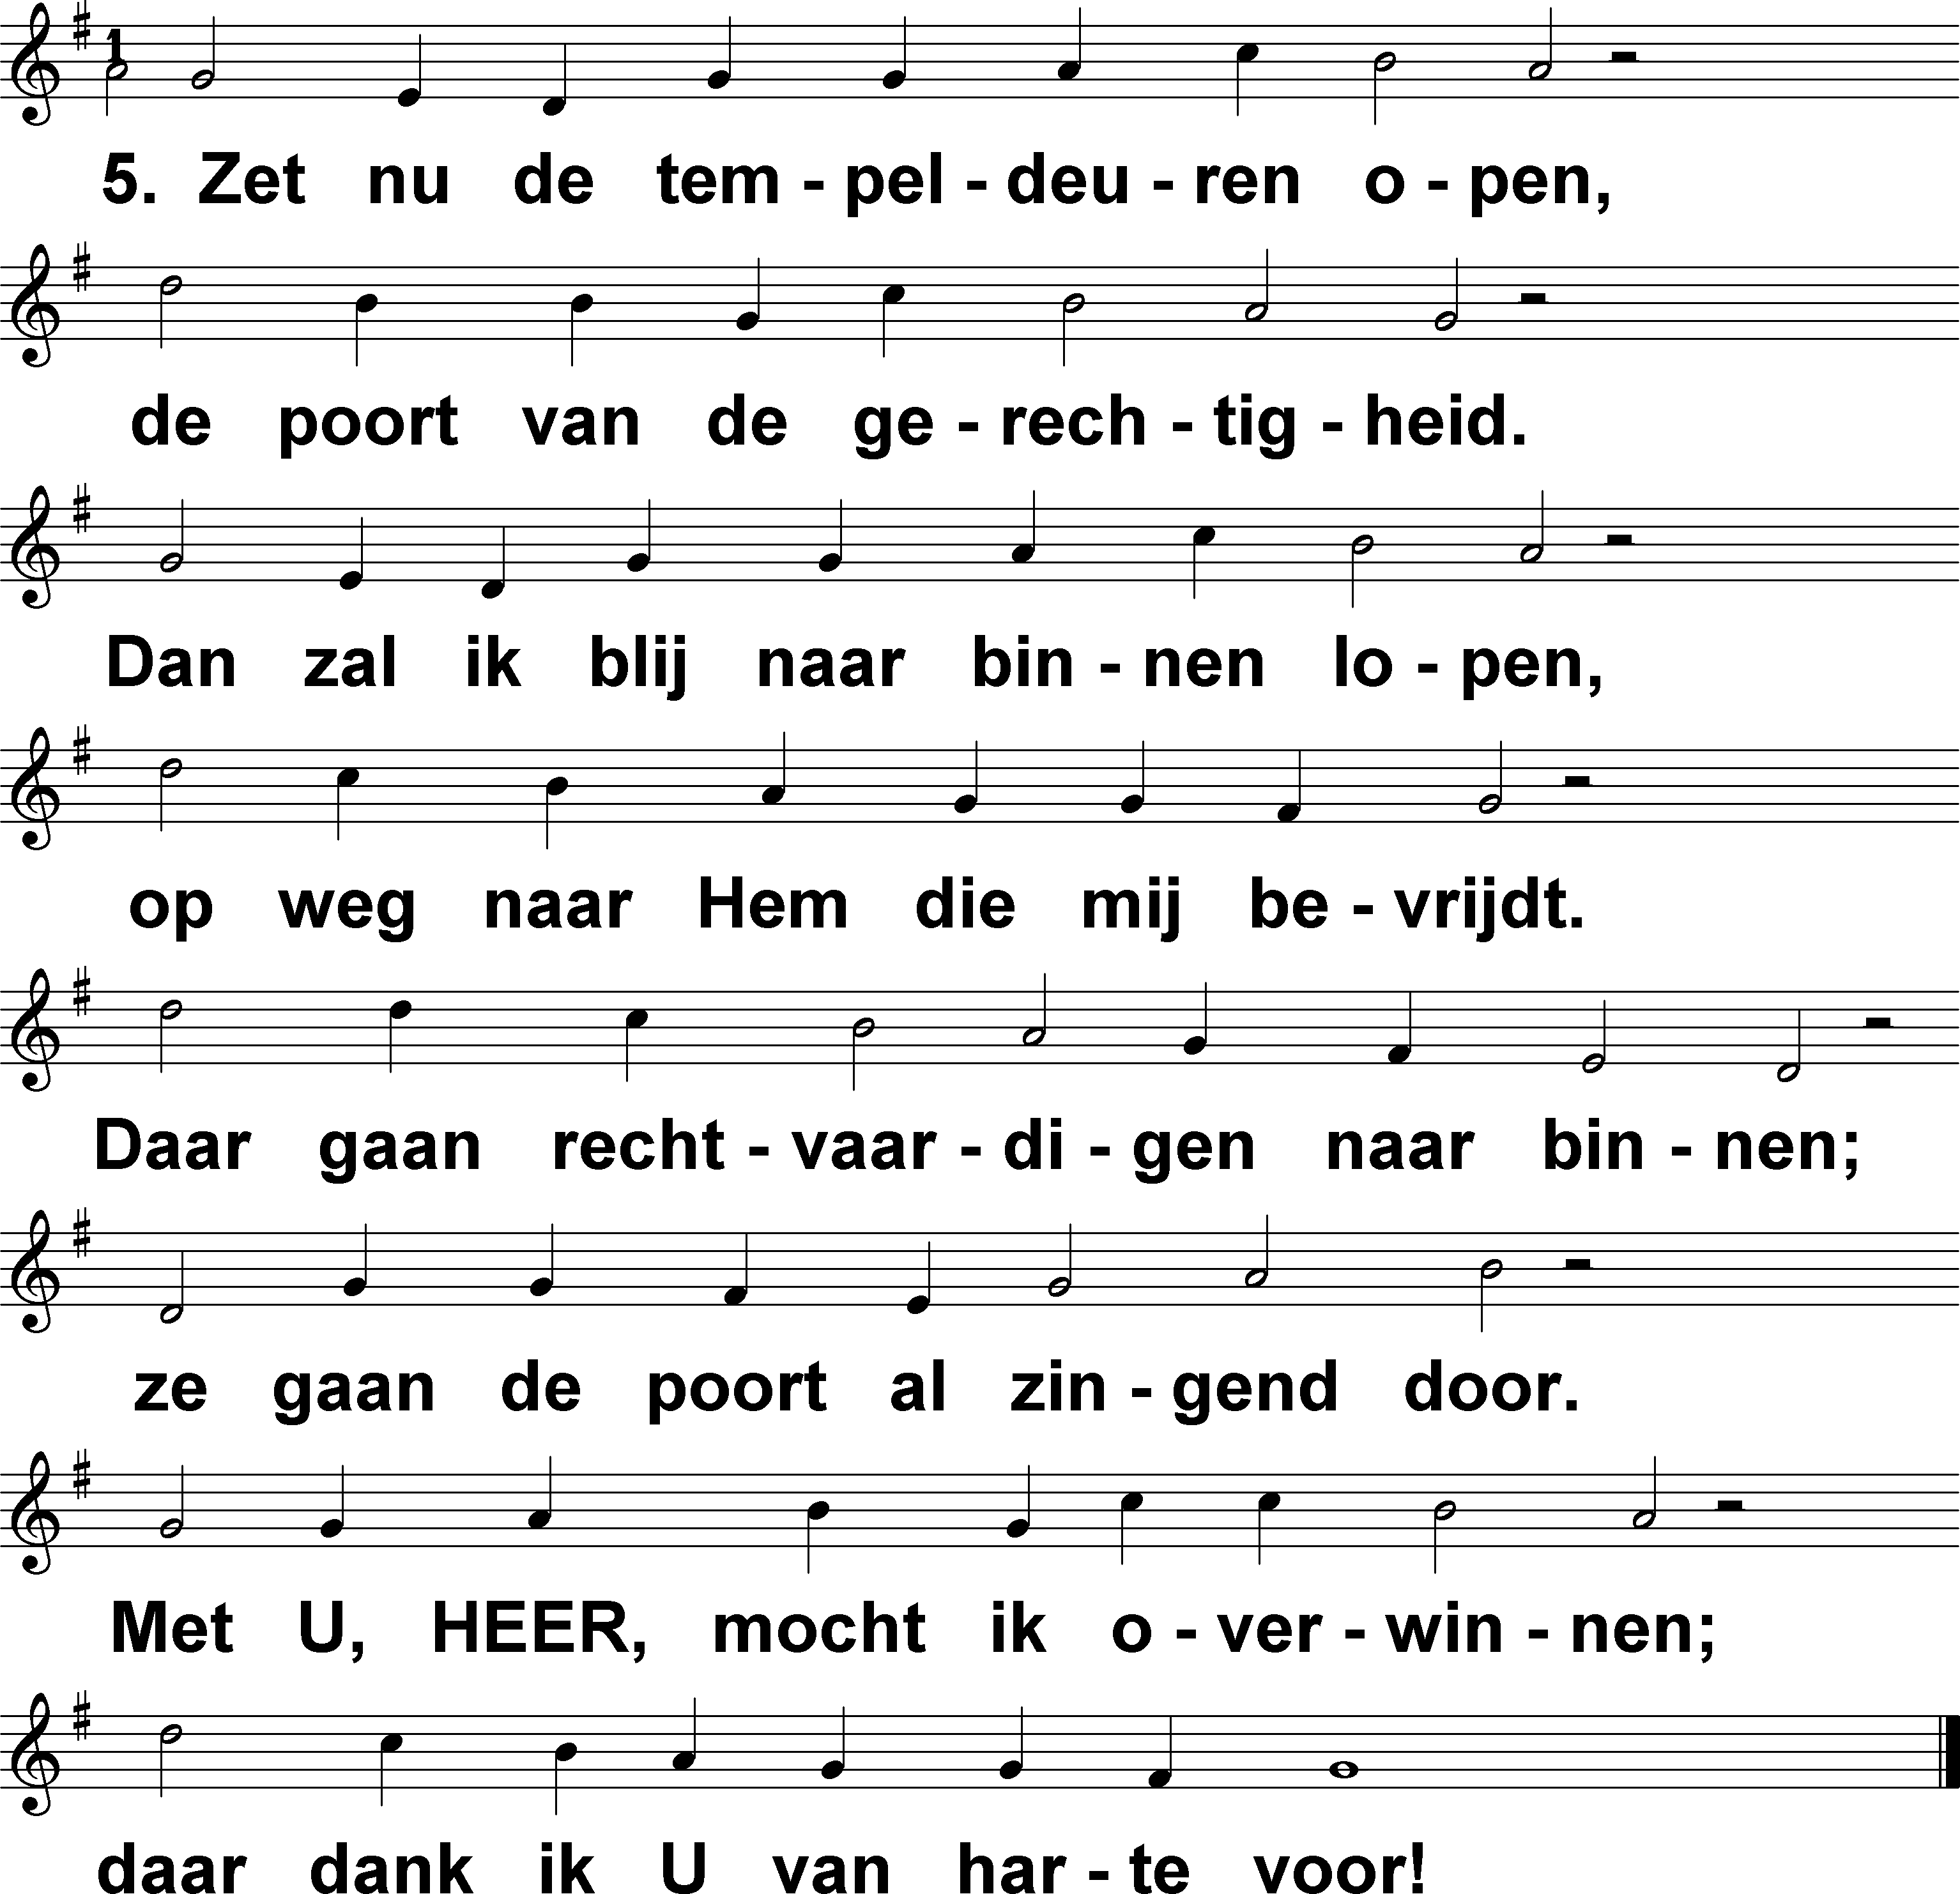 1
5. Zet nu de tem - pel - deu - ren o - pen,
de poort van de ge - rech - tig - heid.
Dan zal ik blij naar bin - nen lo - pen,
op weg naar Hem die mij be - vrijdt.
Daar gaan recht - vaar - di - gen naar bin - nen;
ze gaan de poort al zin - gend door.
Met U, HEER, mocht ik o - ver - win - nen;
daar dank ik U van har - te voor!